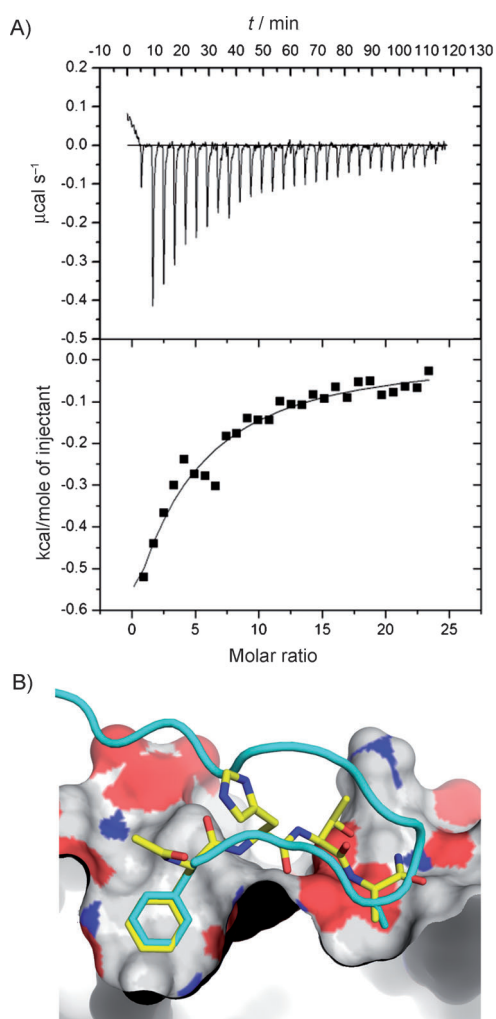 A)
t / min
-10 0 10 20 30 40 50 60 70 80 90 100 110 120 130
0.2
0.1
0.0
-0.1
-0.2
-0.3
-0.4
-0.5
µcal s⁻¹
0.0
-0.1
-0.2
-0.3
-0.4
-0.5
-0.6
kcal/mole of injectant
0 5 10 15 20 25
Molar ratio
B)